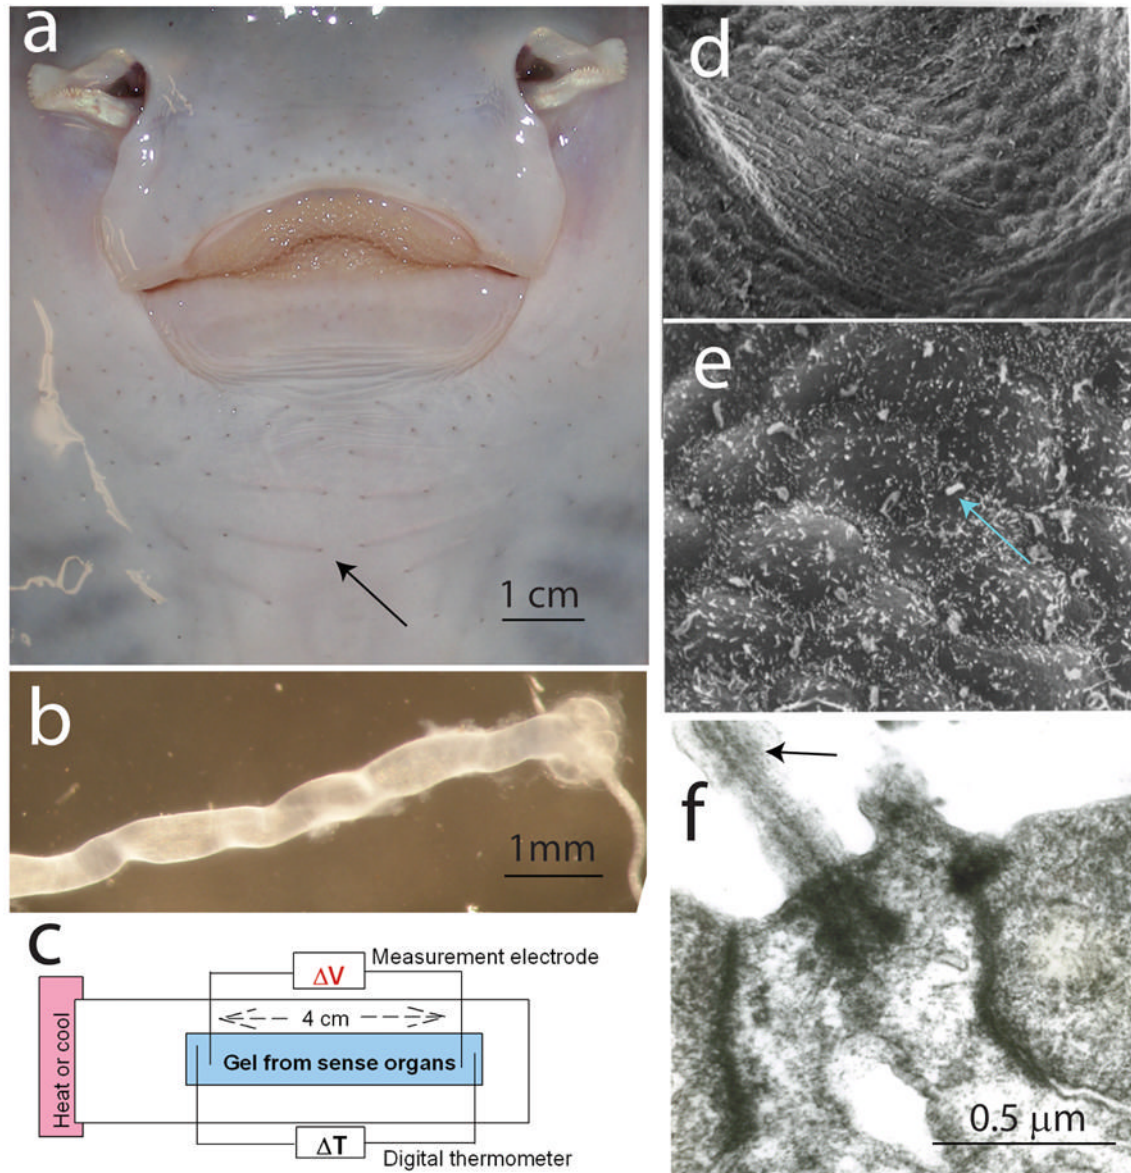 a
1 cm
b
1mm
c
Measurement electrode
ΔV
4 cm
Heat or cool
Gel from sense organs
ΔT
Digital thermometer
d
e
f
0.5 μm